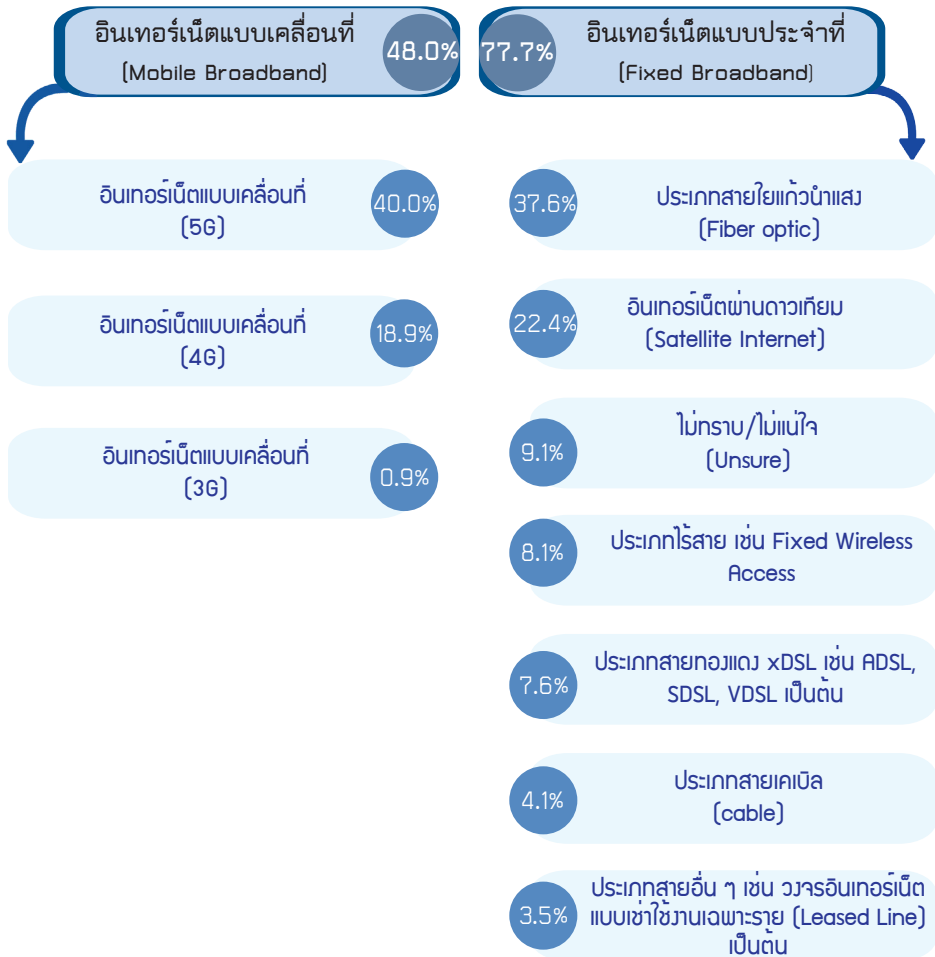 อินเทอร์เน็ตแบบเคลื่อนที่
(Mobile Broadband)
48.0%
77.7%
อินเทอร์เน็ตแบบประจำที่
(Fixed Broadband)
อินเทอร์เน็ตแบบเคลื่อนที่
(5G)
40.0%
อินเทอร์เน็ตแบบเคลื่อนที่
(4G)
18.9%
อินเทอร์เน็ตแบบเคลื่อนที่
(3G)
0.9%
37.6%
ประเภทสายใยแก้วนำแสง
(Fiber optic)
22.4%
อินเทอร์เน็ตผ่านดาวเทียม
(Satellite Internet)
9.1%
ไม่ทราบ/ไม่แน่ใจ
(Unsure)
8.1%
ประเภทไร้สาย เช่น Fixed Wireless
Access
7.6%
ประเภทสายทองแดง xDSL เช่น ADSL,
SDSL, VDSL เป็นต้น
4.1%
ประเภทสายเคเบิล
(cable)
3.5%
ประเภทสายอื่น ๆ เช่น วงจรอินเทอร์เน็ต
แบบเช่าใช้งานเฉพาะราย (Leased Line)
เป็นต้น